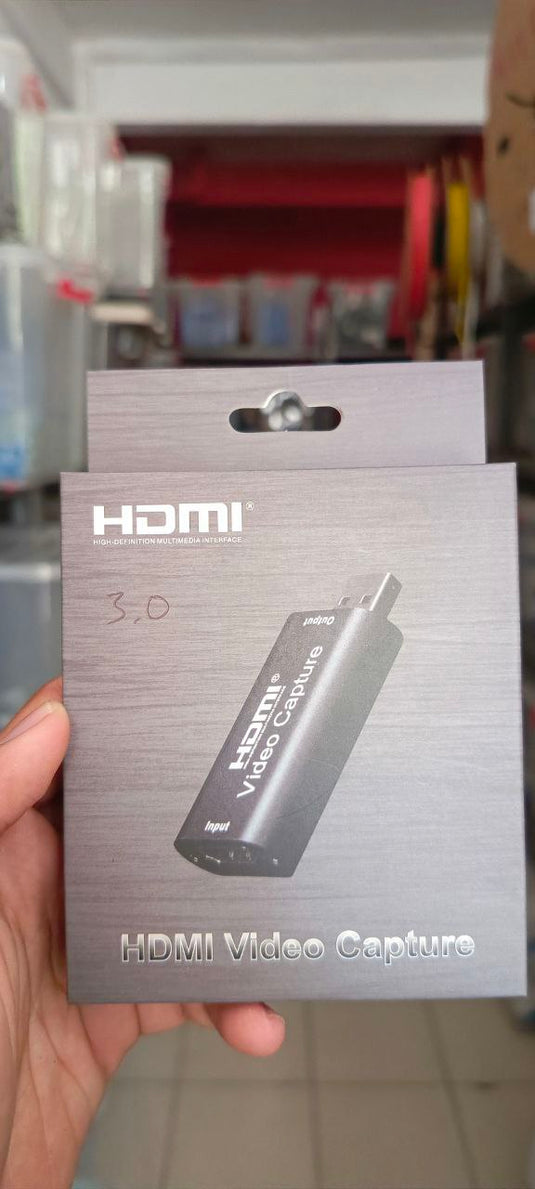 HDMI®
HIGH-DEFINITION MULTIMEDIA INTERFACE
3.0
Output
HDMI®
Video Capture
Input
HDMI Video Capture